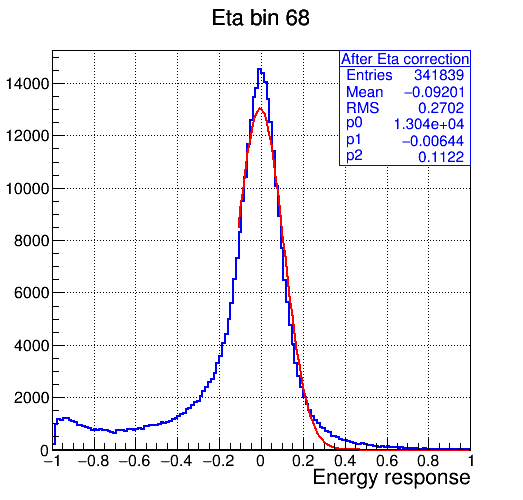 Eta bin 68
After Eta correction
Entries 341839
Mean −0.09201
RMS 0.2702
p0 1.304e+04
p1 −0.00644
p2 0.1122
14000
12000
10000
8000
6000
4000
2000
0
−1 −0.8 −0.6 −0.4 −0.2 0 0.2 0.4 0.6 0.8 1
Energy response